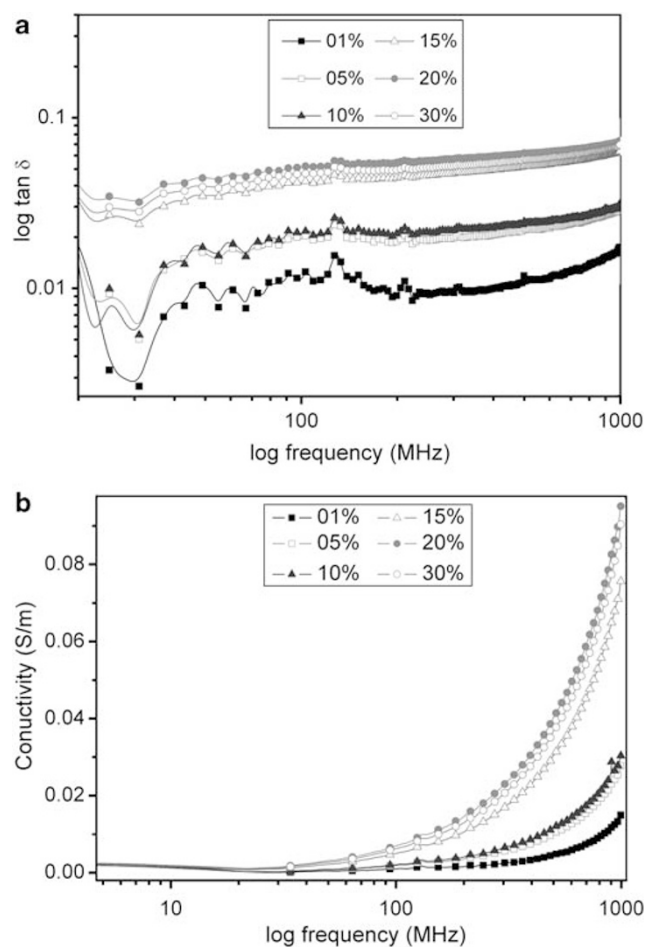 a
01% 15%
05% 20%
10% 30%
0.1
0.01
log tan δ
100 1000
log frequency (MHz)
b
01% 15%
05% 20%
10% 30%
0.08
0.06
0.04
0.02
0.00
Conuctivity (S/m)
10 100 1000
log frequency (MHz)